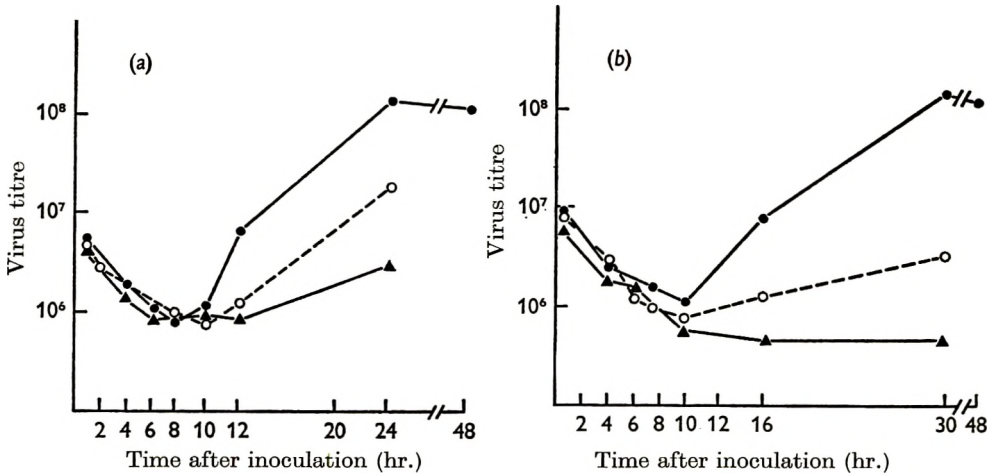 (a)
10⁸
10⁷
10⁶
Virus titre
2 4 6 8 10 12 20 24 48
Time after inoculation (hr.)
(b)
10⁸
10⁷
10⁶
Virus titre
2 4 6 8 10 12 16 30 48
Time after inoculation (hr.)